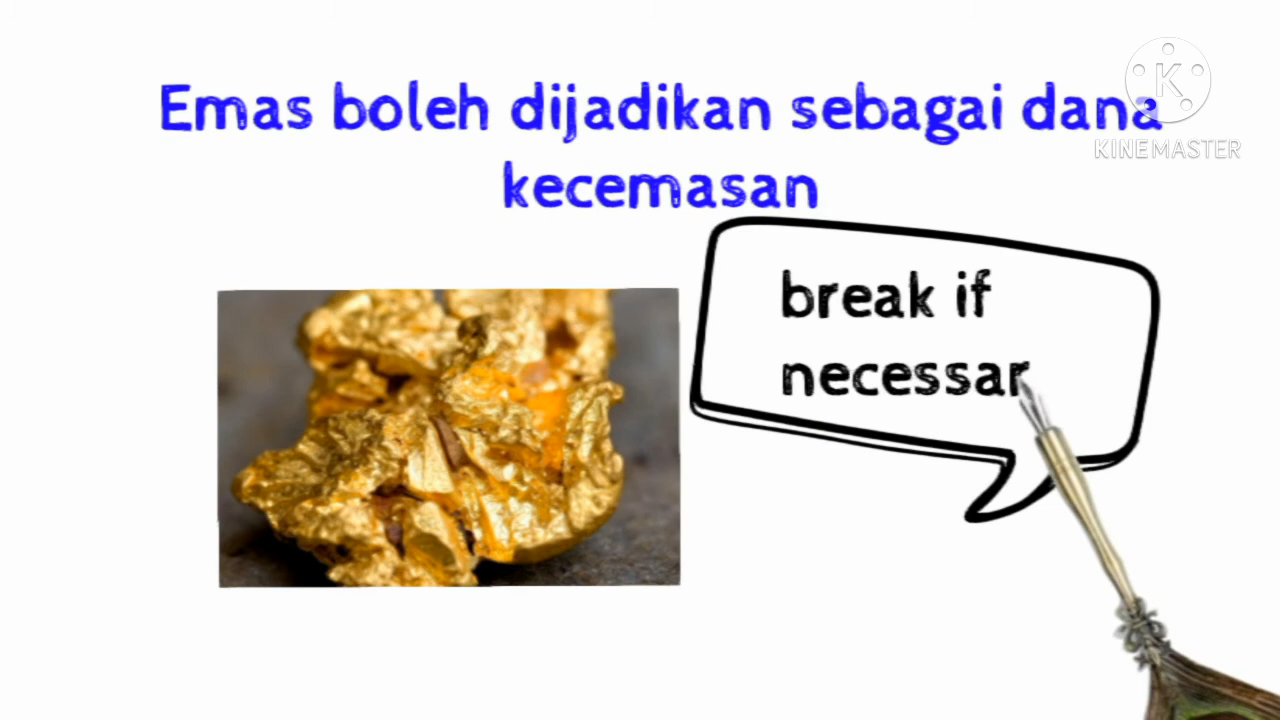 Emas boleh dijadikan sebagai dana
kecemasan
KINEMASTER
break if
necessar